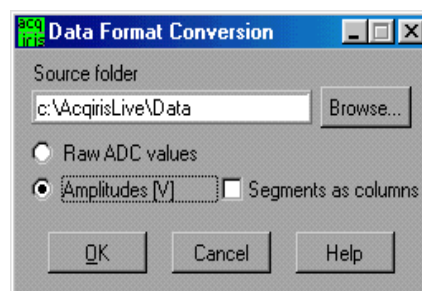 acq
iris
Data Format Conversion
Source folder
c:\AcqirisLive\Data
Browse...
Raw ADC values
Amplitudes [V]
Segments as columns
OK
Cancel
Help